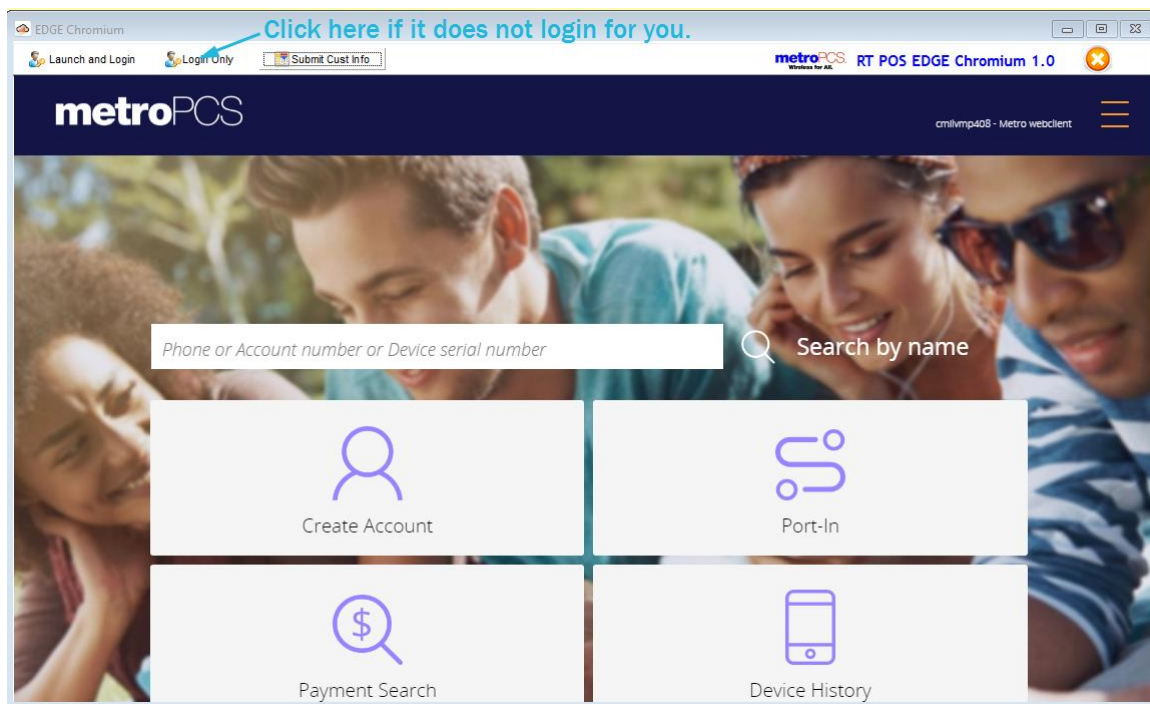 EDGE Chromium
Click here if it does not login for you.
Launch and Login
Login Only
Submit Cust Info
metroPCS.
Wireless for All.
RT POS EDGE Chromium 1.0
metroPCS
cmilvmp408 - Metro webclient
Phone or Account number or Device serial number
Search by name
Create Account
Port-In
Payment Search
Device History